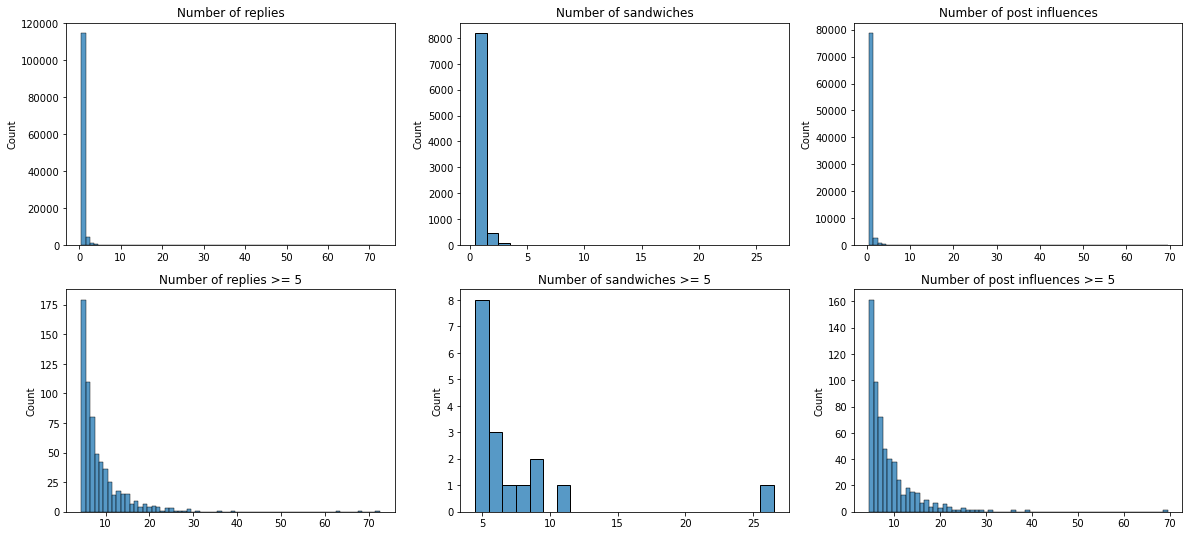 Number of replies
120000
100000
80000
60000
40000
20000
0
Count
0 10 20 30 40 50 60 70
Number of sandwiches
8000
7000
6000
5000
4000
3000
2000
1000
0
Count
0 5 10 15 20 25
Number of post influences
80000
70000
60000
50000
40000
30000
20000
10000
0
Count
0 10 20 30 40 50 60 70
Number of replies >= 5
175
150
125
100
75
50
25
0
Count
10 20 30 40 50 60 70
Number of sandwiches >= 5
8
7
6
5
4
3
2
1
0
Count
5 10 15 20 25
Number of post influences >= 5
160
140
120
100
80
60
40
20
0
Count
10 20 30 40 50 60 70